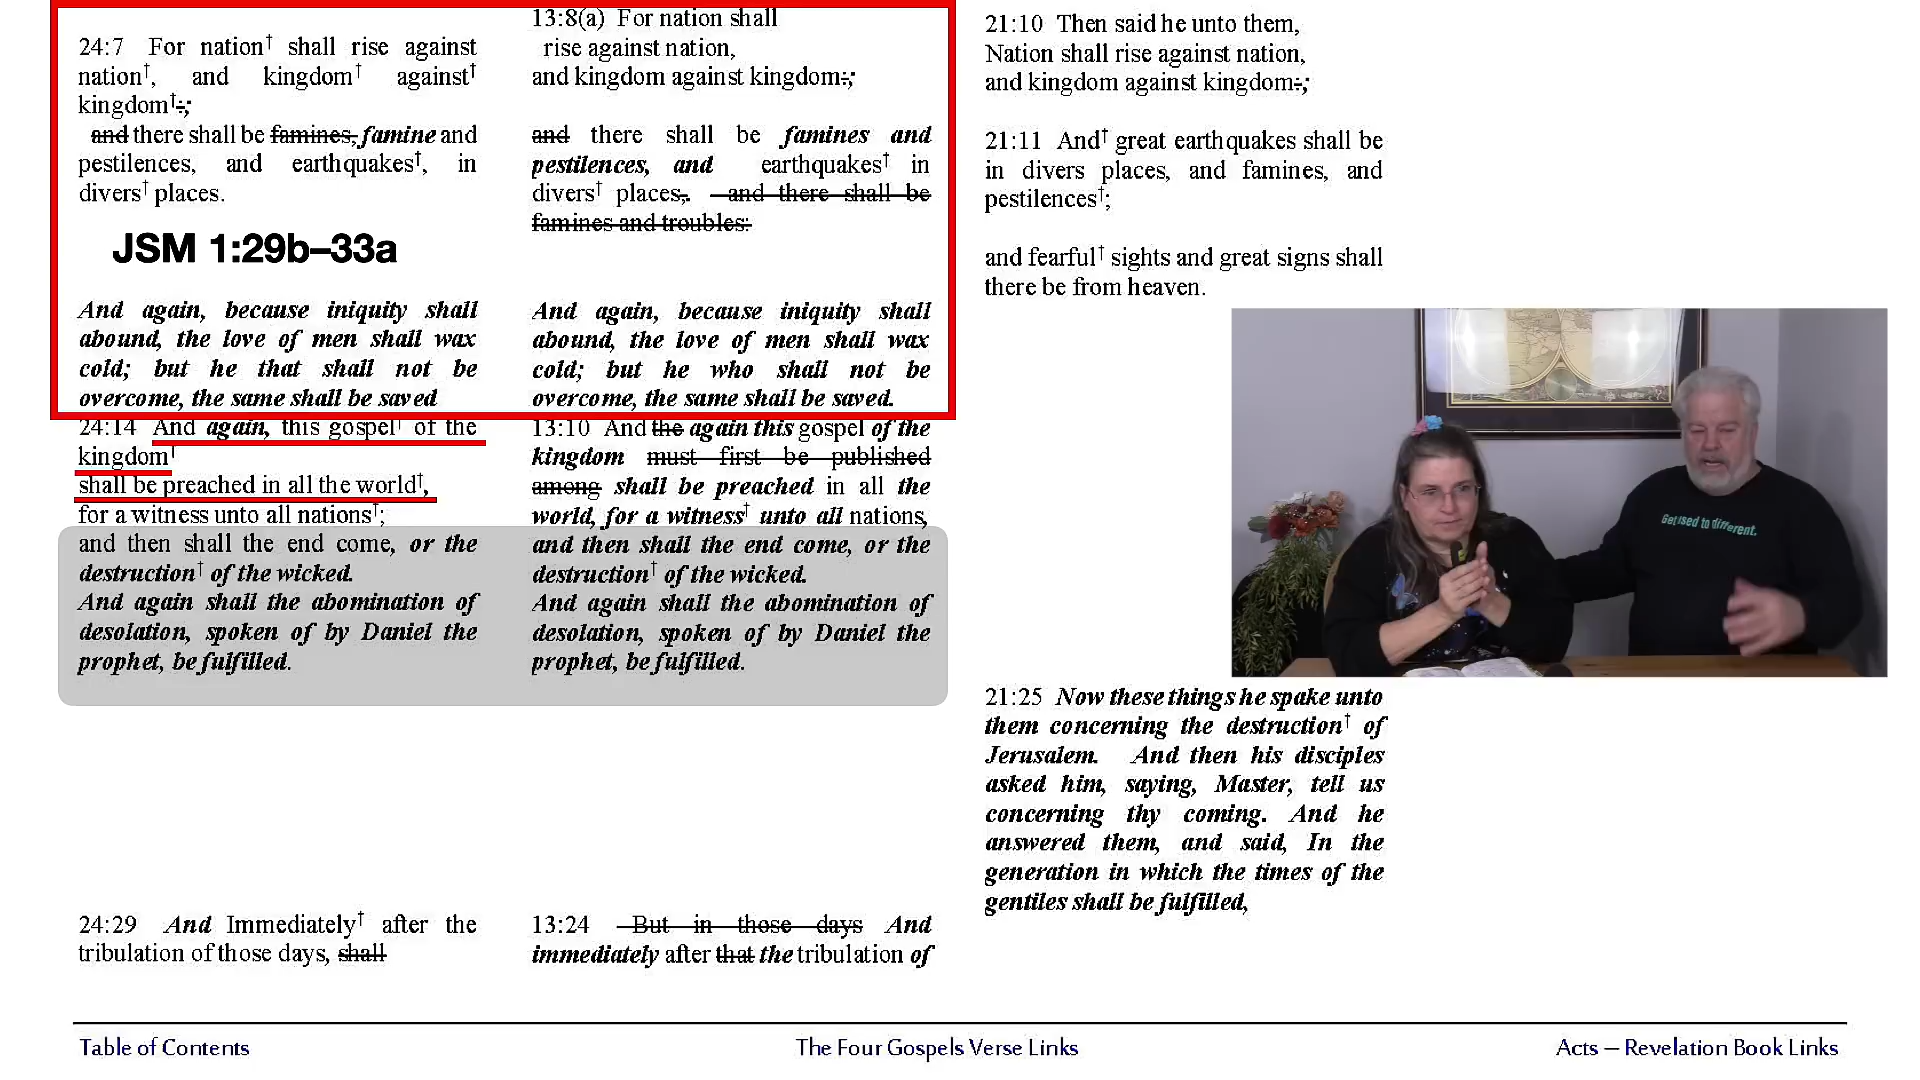 24:7 For nation† shall rise against
nation†, and kingdom† against†
kingdom†:;
and there shall be famines, famine and
pestilences, and earthquakes†, in
divers† places.
JSM 1:29b–33a
And again, because iniquity shall
abound, the love of men shall wax
cold; but he that shall not be
overcome, the same shall be saved
24:14 And again, this gospel† of the
kingdom†
shall be preached in all the world†,
for a witness unto all nations†;
and then shall the end come, or the
destruction† of the wicked.
And again shall the abomination of
desolation, spoken of by Daniel the
prophet, be fulfilled.
24:29 And Immediately† after the
tribulation of those days, shall
13:8(a) For nation shall
rise against nation,
and kingdom against kingdom:;
and there shall be famines and
pestilences, and earthquakes† in
divers† places,. and there shall be
famines and troubles:
And again, because iniquity shall
abound, the love of men shall wax
cold; but he who shall not be
overcome, the same shall be saved.
13:10 And the again this gospel of the
kingdom must first be published
among shall be preached in all the
world, for a witness† unto all nations,
and then shall the end come, or the
destruction† of the wicked.
And again shall the abomination of
desolation, spoken of by Daniel the
prophet, be fulfilled.
13:24 But in those days And
immediately after that the tribulation of
21:10 Then said he unto them,
Nation shall rise against nation,
and kingdom against kingdom:;
21:11 And† great earthquakes shall be
in divers places, and famines, and
pestilences†;
and fearful† sights and great signs shall
there be from heaven.
Get used to different.
21:25 Now these things he spake unto
them concerning the destruction† of
Jerusalem. And then his disciples
asked him, saying, Master, tell us
concerning thy coming. And he
answered them, and said, In the
generation in which the times of the
gentiles shall be fulfilled,
Table of Contents
The Four Gospels Verse Links
Acts – Revelation Book Links